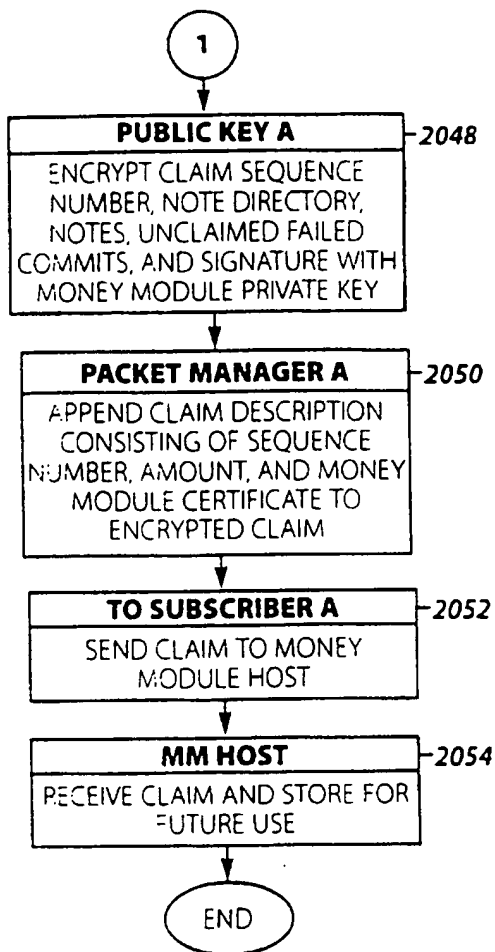 1
PUBLIC KEY A
2048
ENCRYPT CLAIM SEQUENCE
NUMBER, NOTE DIRECTORY,
NOTES, UNCLAIMED FAILED
COMMITS, AND SIGNATURE WITH
MONEY MODULE PRIVATE KEY
PACKET MANAGER A
2050
APPEND CLAIM DESCRIPTION
CONSISTING OF SEQUENCE
NUMBER, AMOUNT, AND MONEY
MODULE CERTIFICATE TO
ENCRYPTED CLAIM
TO SUBSCRIBER A
2052
SEND CLAIM TO MONEY
MODULE HOST
MM HOST
2054
RECEIVE CLAIM AND STORE FOR
FUTURE USE
END